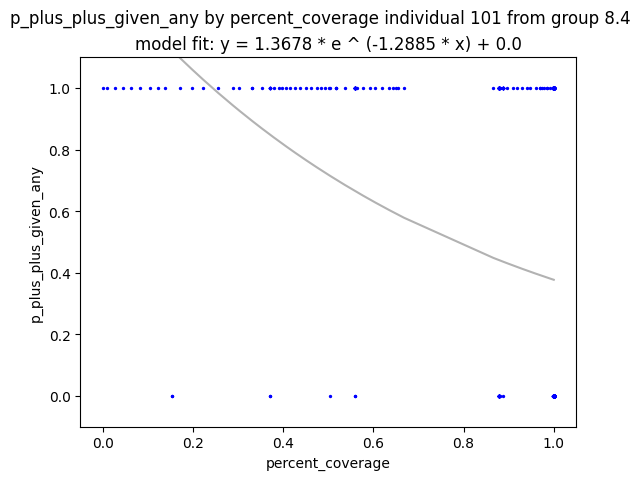 p_plus_plus_given_any by percent_coverage individual 101 from group 8.4
model fit: y = 1.3678 * e ^ (-1.2885 * x) + 0.0
p_plus_plus_given_any
1.0
0.8
0.6
0.4
0.2
0.0
0.0 0.2 0.4 0.6 0.8 1.0
percent_coverage